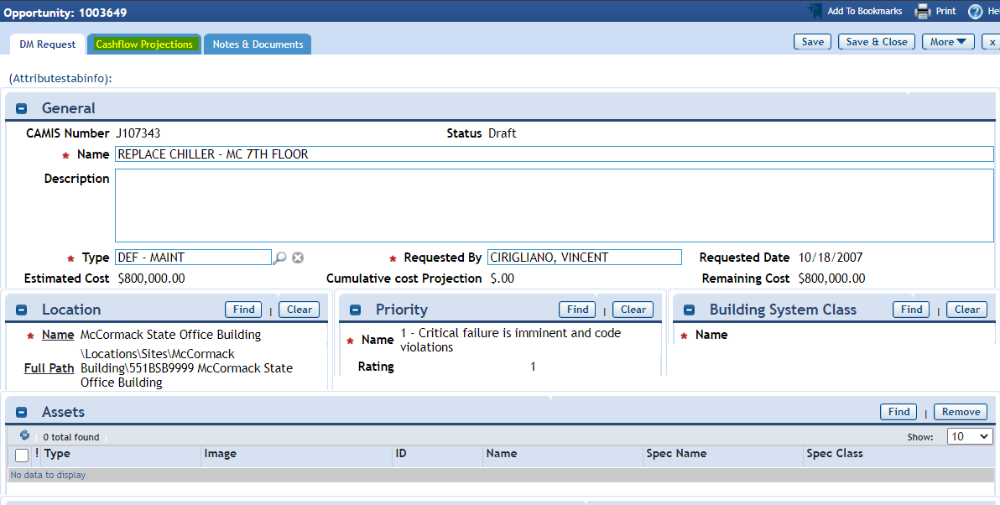 Opportunity: 1003649
Add To Bookmarks Print
DM Request Cashflow Projections Notes & Documents Save Save & Close More x
(Attributestabinfo):
General
CAMIS Number J107343 Status Draft
* Name REPLACE CHILLER - MC 7TH FLOOR
Description
* Type DEF - MAINT * Requested By CIRIGLIANO, VINCENT Requested Date 10/18/2007
Estimated Cost $800,000.00 Cumulative cost Projection $.00 Remaining Cost $800,000.00
Location Find | Clear
* Name McCormack State Office Building
Full Path \Locations\Sites\McCormack
Building\551BSB9999 McCormack State
Office Building
Priority Find | Clear
* Name 1 - Critical failure is imminent and code
violations
Rating 1
Building System Class Find | Clear
* Name
Assets Find | Remove
0 total found Show: 10
! Type Image ID Name Spec Name Spec Class
No data to display